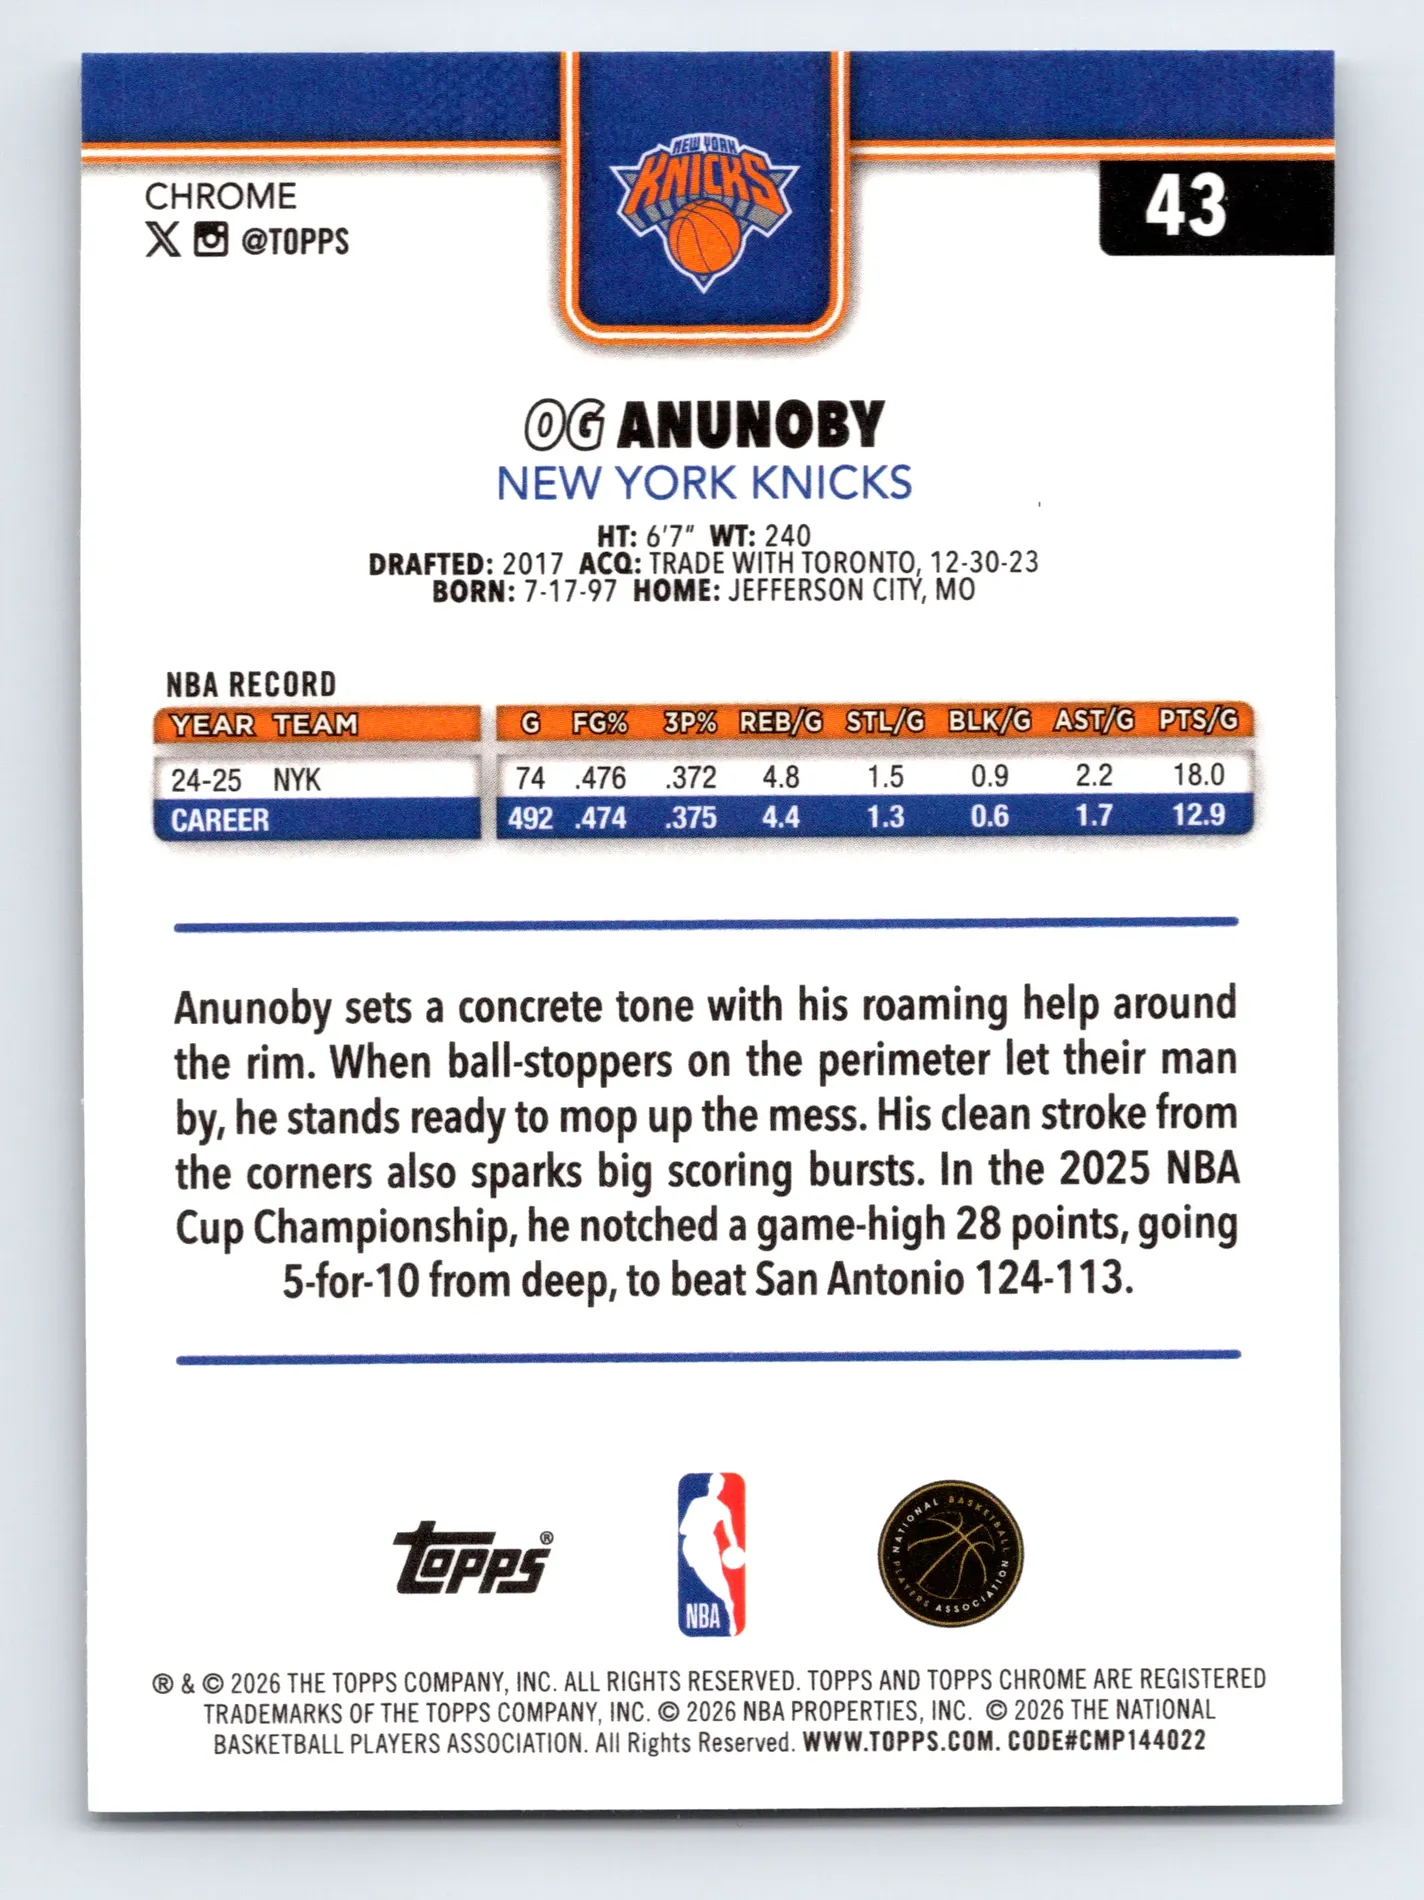 NEW YORK
KNICKS
CHROME
@TOPPS
43
OG ANUNOBY
NEW YORK KNICKS
HT: 6'7" WT: 240
DRAFTED: 2017 ACQ: TRADE WITH TORONTO, 12-30-23
BORN: 7-17-97 HOME: JEFFERSON CITY, MO
NBA RECORD
YEAR TEAM G FG% 3P% REB/G STL/G BLK/G AST/G PTS/G
24-25 NYK 74 .476 .372 4.8 1.5 0.9 2.2 18.0
CAREER 492 .474 .375 4.4 1.3 0.6 1.7 12.9
Anunoby sets a concrete tone with his roaming help around
the rim. When ball-stoppers on the perimeter let their man
by, he stands ready to mop up the mess. His clean stroke from
the corners also sparks big scoring bursts. In the 2025 NBA
Cup Championship, he notched a game-high 28 points, going
5-for-10 from deep, to beat San Antonio 124-113.
TOPPS®
NBA
NATIONAL BASKETBALL PLAYERS ASSOCIATION
® & © 2026 THE TOPPS COMPANY, INC. ALL RIGHTS RESERVED. TOPPS AND TOPPS CHROME ARE REGISTERED
TRADEMARKS OF THE TOPPS COMPANY, INC. © 2026 NBA PROPERTIES, INC. © 2026 THE NATIONAL
BASKETBALL PLAYERS ASSOCIATION. All Rights Reserved. WWW.TOPPS.COM. CODE#CMP144022